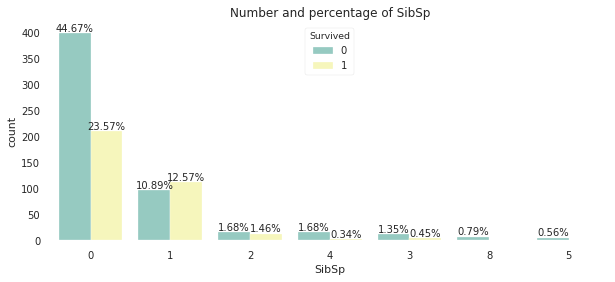 Number and percentage of SibSp
44.67%
400
Survived
0
350
1
300
250
count
23.57%
200
150
12.57%
10.89%
100
50
1.68% 1.46% 1.68% 0.34% 1.35% 0.45% 0.79% 0.56%
0
0 1 2 4 3 8 5
SibSp